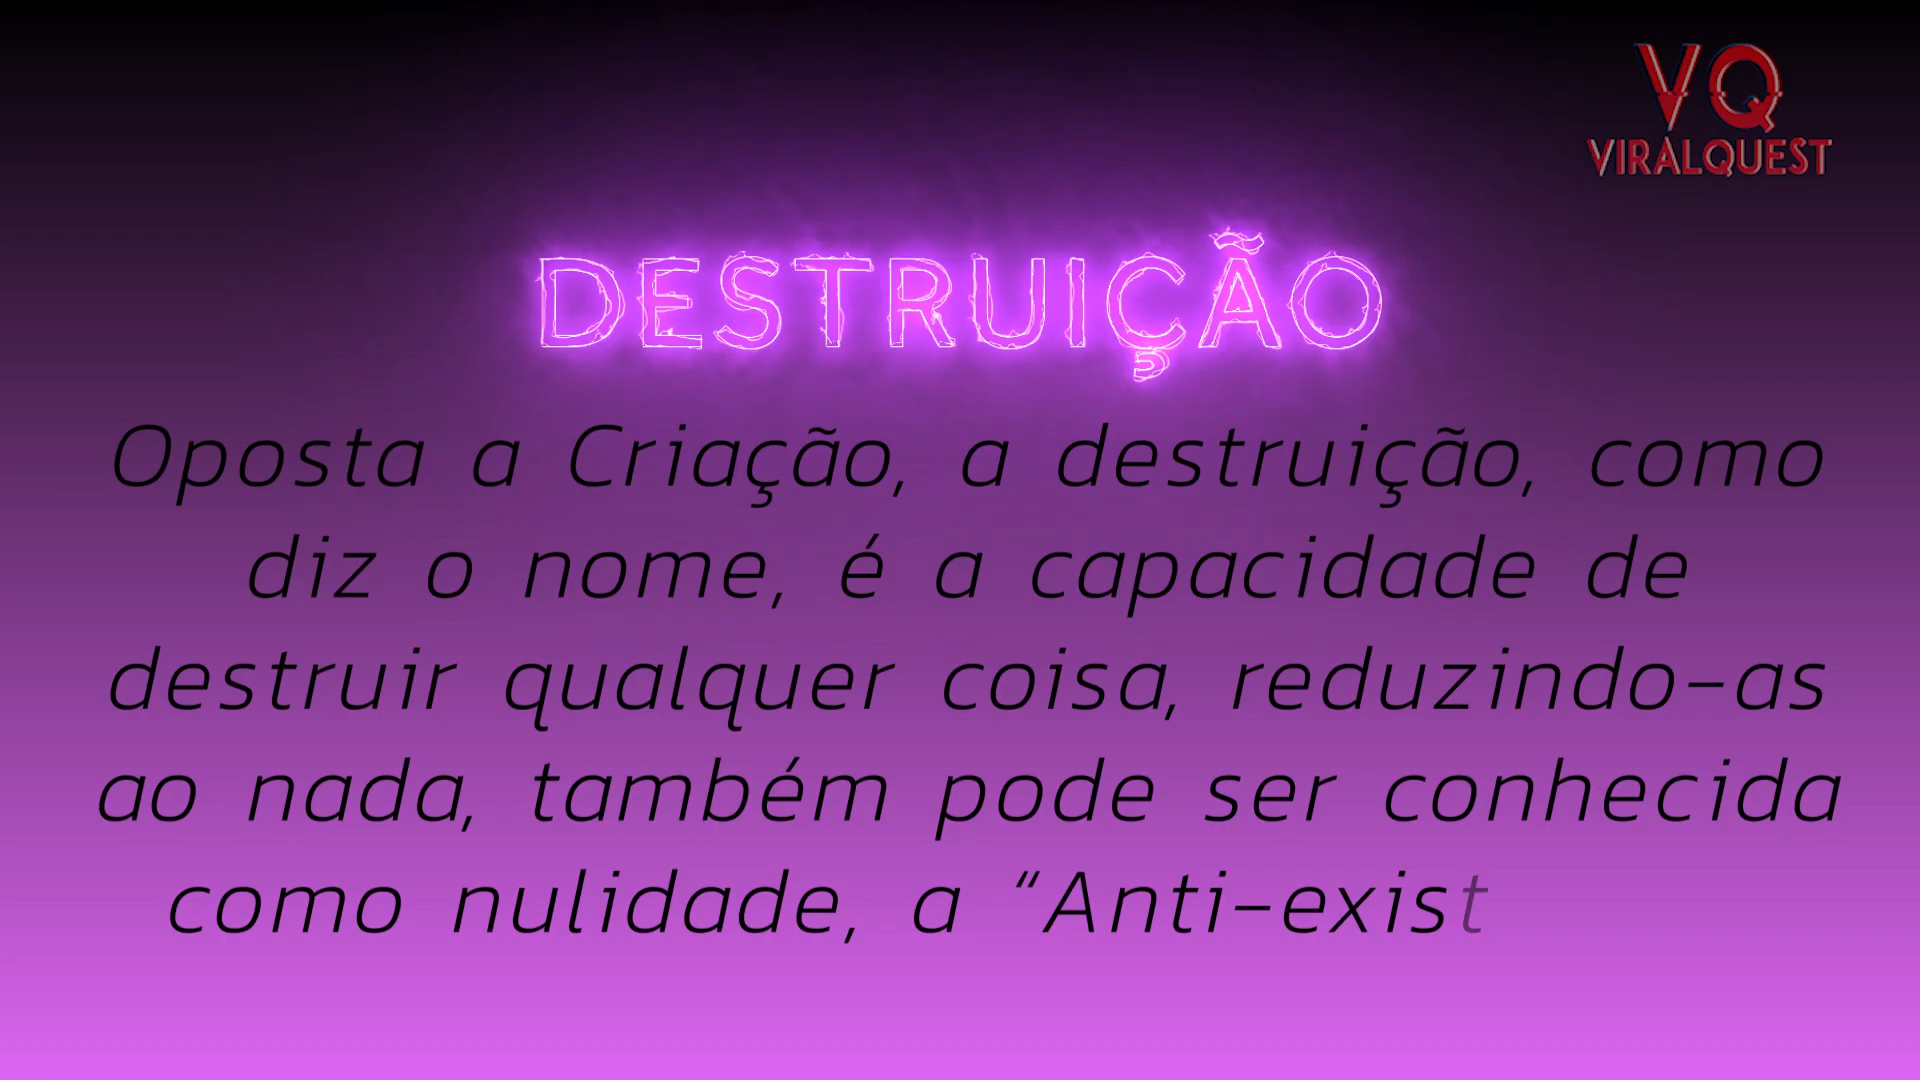 VQ
VIRALQUEST
DESTRUIÇÃO
Oposta a Criação, a destruição, como
diz o nome, é a capacidade de
destruir qualquer coisa, reduzindo-as
ao nada, também pode ser conhecida
como nulidade, a “Anti-exist